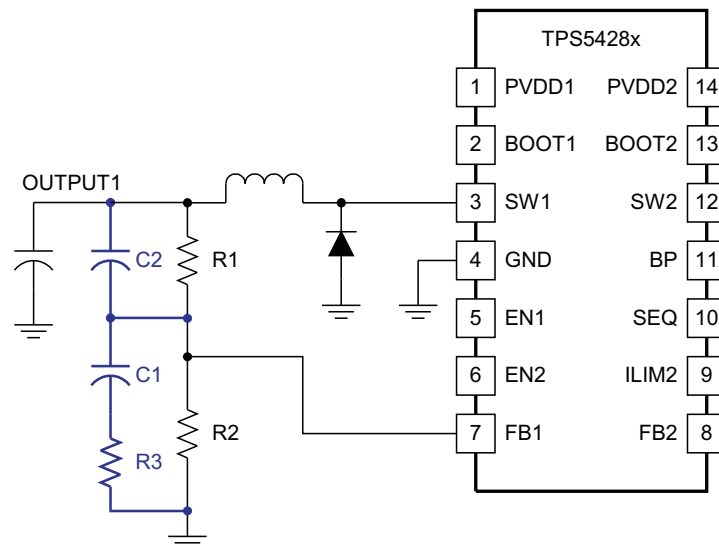 TPS5428x
1 PVDD1 PVDD2 14
2 BOOT1 BOOT2 13
OUTPUT1
3 SW1 SW2 12
C2 R1
4 GND BP 11
5 EN1 SEQ 10
C1
6 EN2 ILIM2 9
R2
7 FB1 FB2 8
R3